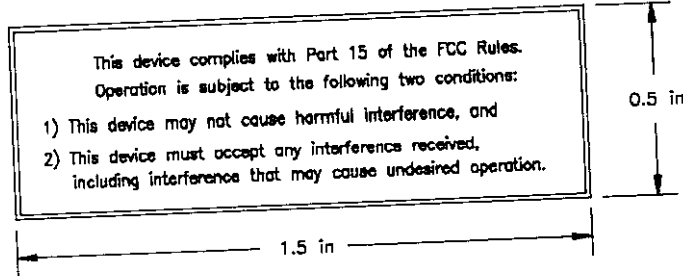 This device complies with Part 15 of the FCC Rules.
Operation is subject to the following two conditions:
1) This device may not cause harmful interference, and
2) This device must accept any interference received,
including interference that may cause undesired operation.
0.5 in
1.5 in